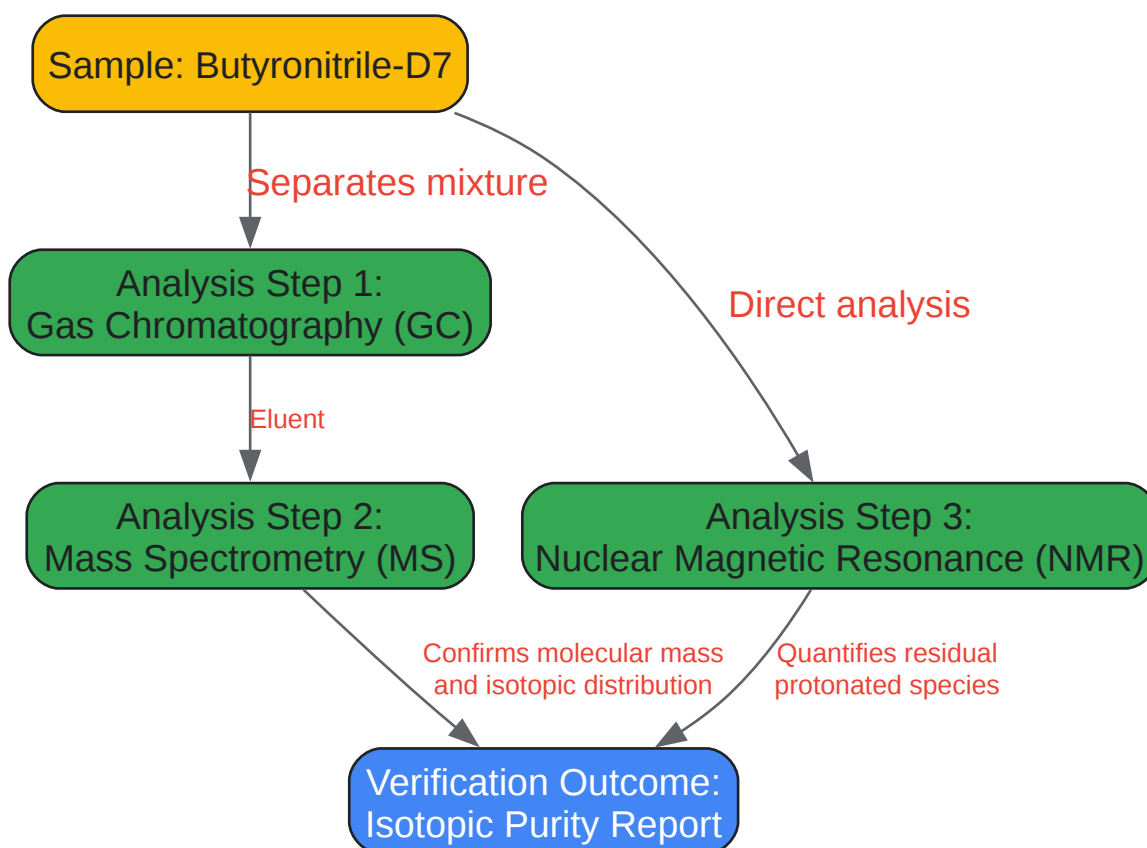 Sample: Butyronitrile-D7
Separates mixture
Analysis Step 1:
Gas Chromatography (GC)
Direct analysis
Eluent
Analysis Step 2:
Mass Spectrometry (MS)
Analysis Step 3:
Nuclear Magnetic Resonance (NMR)
Confirms molecular mass
and isotopic distribution
Quantifies residual
protonated species
Verification Outcome:
Isotopic Purity Report